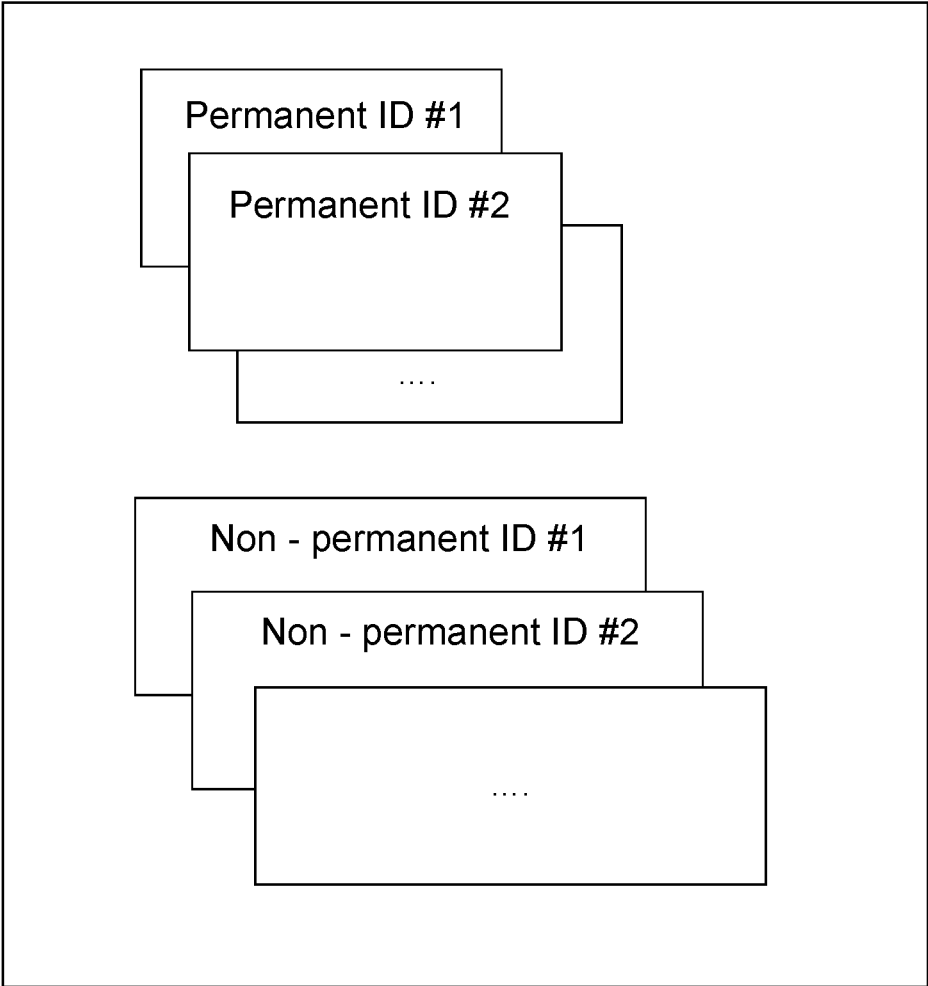 Permanent ID #1
Permanent ID #2
....
Non - permanent ID #1
Non - permanent ID #2
....